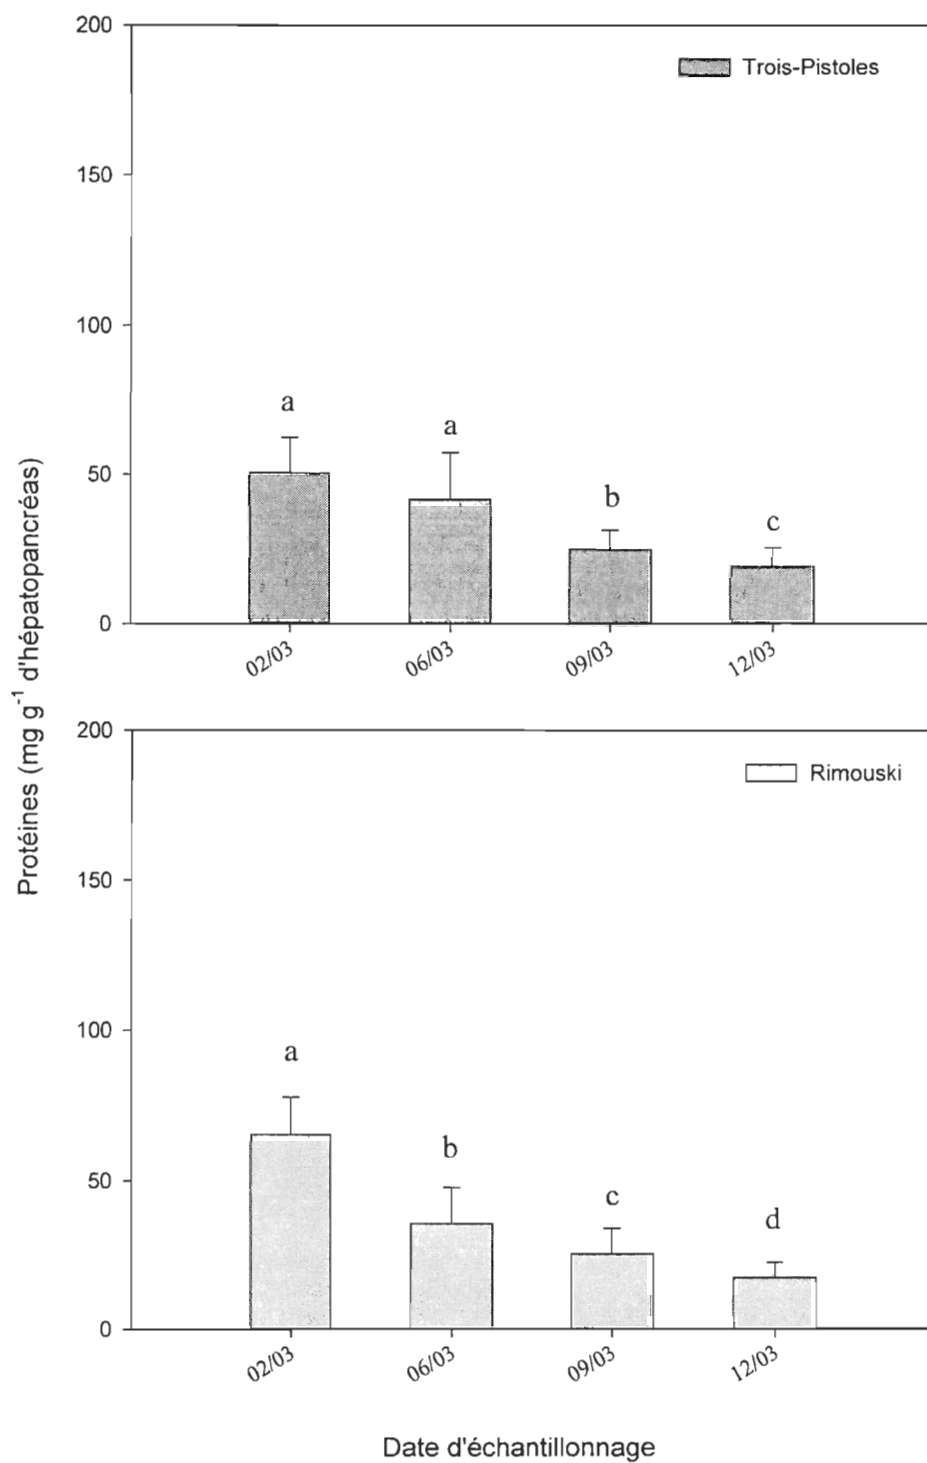 Protéines (mg g⁻¹ d'hépatopancréas)
200
150
100
50
0
Trois-Pistoles
a
a
b
c
02/03
06/03
09/03
12/03
200
150
100
50
0
Rimouski
a
b
c
d
02/03
06/03
09/03
12/03
Date d'échantillonnage